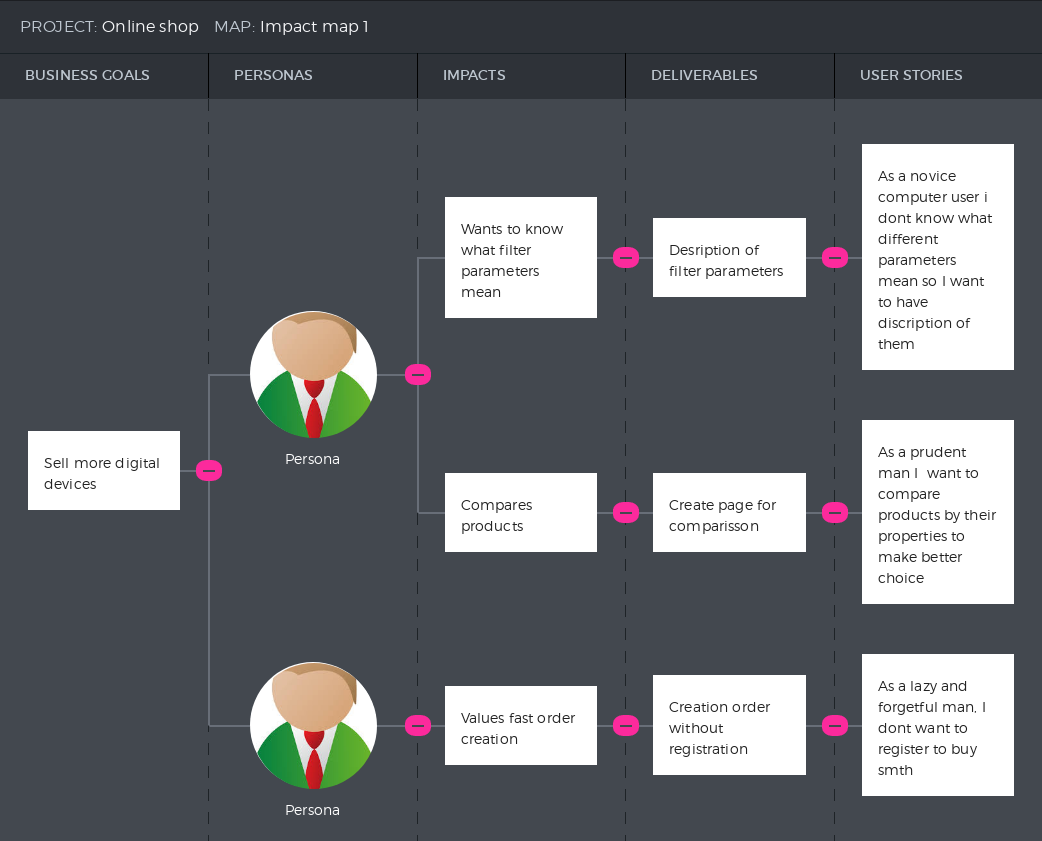 PROJECT: Online shop MAP: Impact map 1
BUSINESS GOALS
PERSONAS
IMPACTS
DELIVERABLES
USER STORIES
Sell more digital
devices
Persona
Wants to know
what filter
parameters
mean
Desription of
filter parameters
As a novice
computer user i
dont know what
different
parameters
mean so I want
to have
discription of
them
Compares
products
Create page for
comparisson
As a prudent
man I want to
compare
products by their
properties to
make better
choice
Persona
Values fast order
creation
Creation order
without
registration
As a lazy and
forgetful man, I
dont want to
register to buy
smth